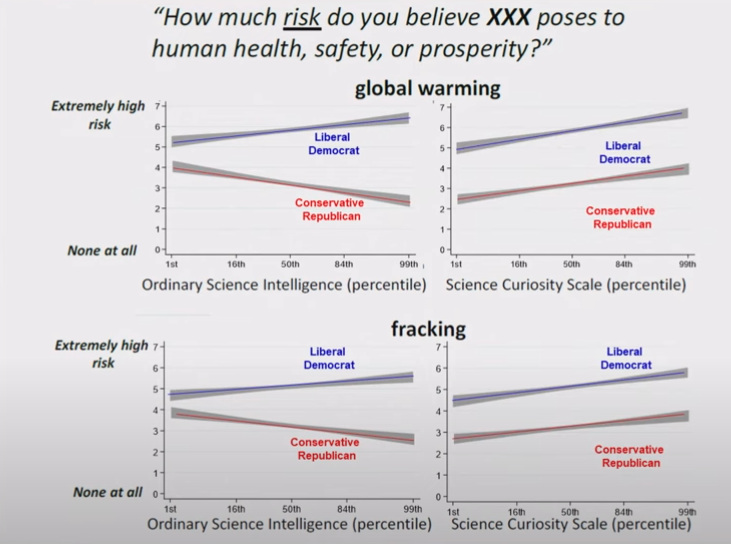 “How much risk do you believe XXX poses to
human health, safety, or prosperity?”
global warming
Extremely high
risk
7
6
5
4
3
2
1
0
Liberal
Democrat
Conservative
Republican
None at all
1st 16th 50th 84th 99th
Ordinary Science Intelligence (percentile)
7
6
5
4
3
2
1
0
Liberal
Democrat
Conservative
Republican
1st 16th 50th 84th 99th
Science Curiosity Scale (percentile)
fracking
Extremely high
risk
7
6
5
4
3
2
1
0
Liberal
Democrat
Conservative
Republican
None at all
1st 16th 50th 84th 99th
Ordinary Science Intelligence (percentile)
7
6
5
4
3
2
1
0
Liberal
Democrat
Conservative
Republican
1st 16th 50th 84th 99th
Science Curiosity Scale (percentile)